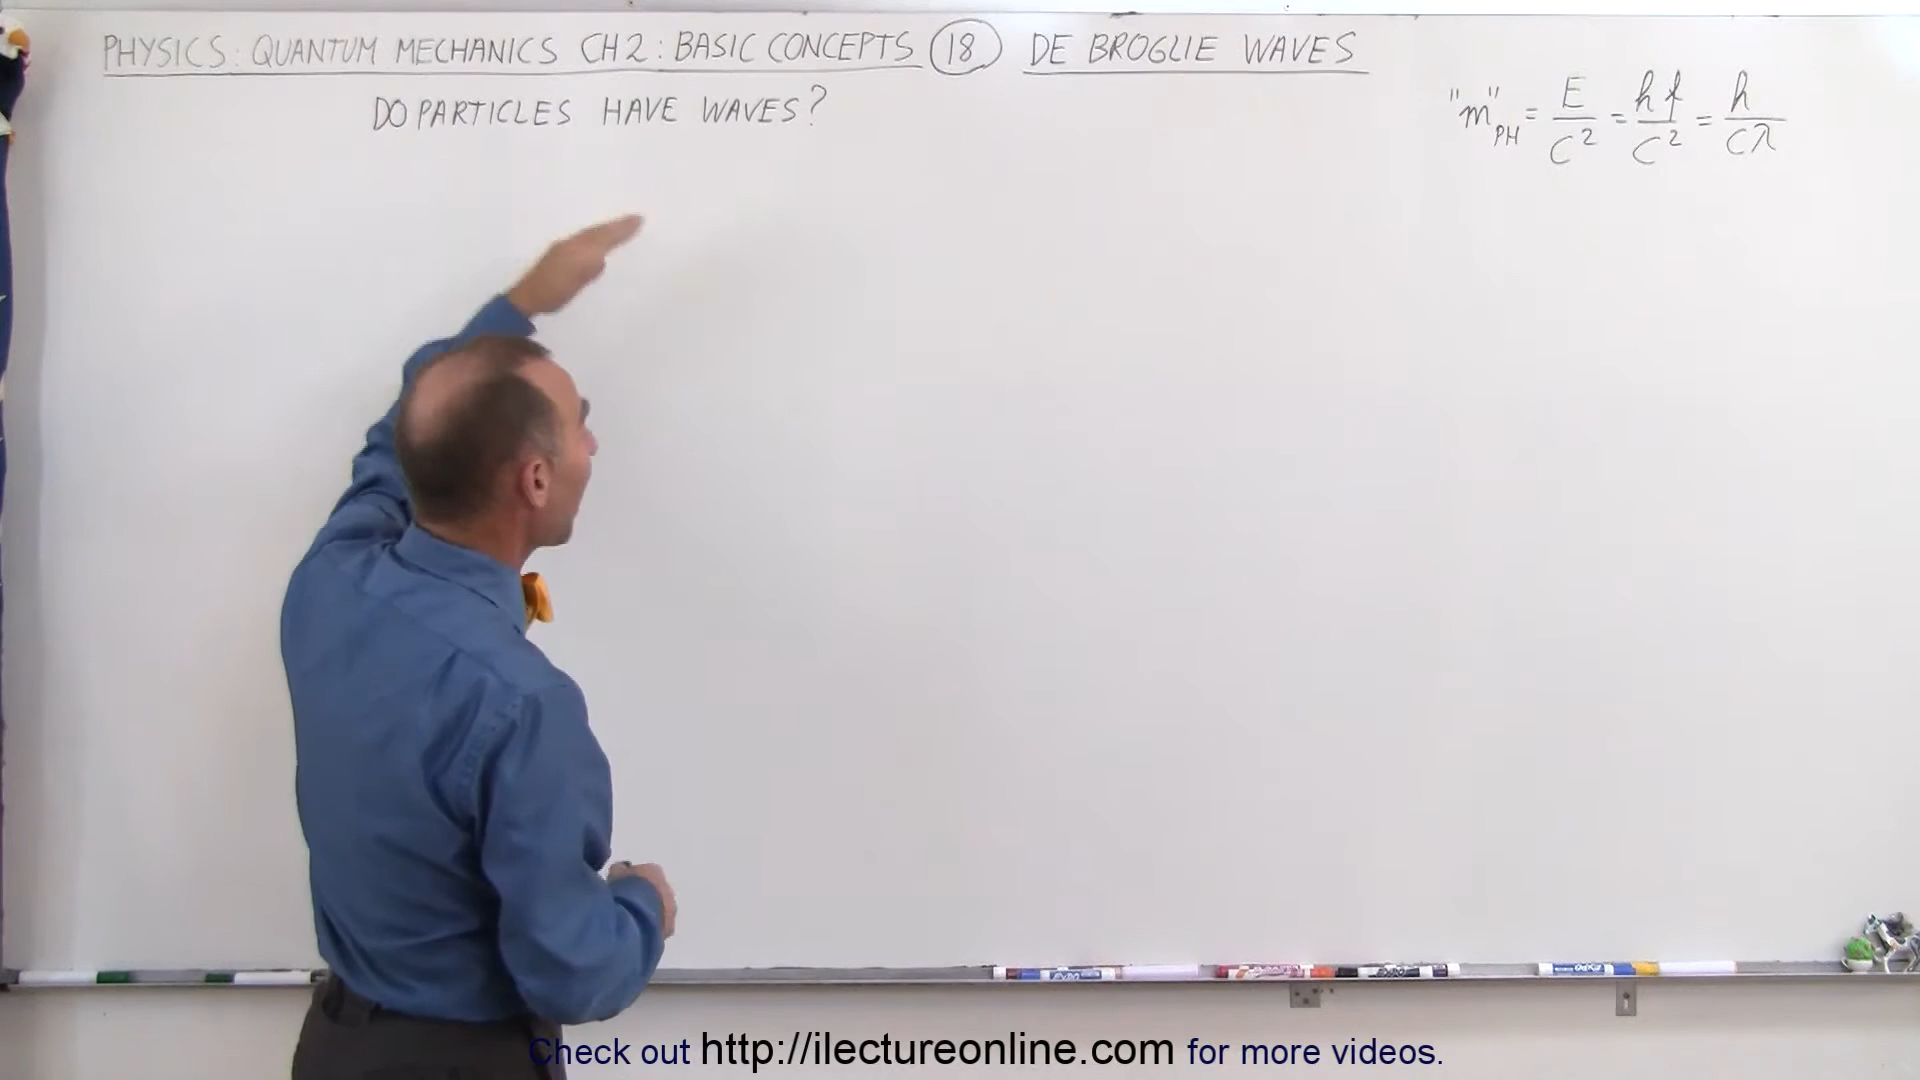 PHYSICS: QUANTUM MECHANICS CH2: BASIC CONCEPTS 18 DE BROGLIE WAVES
DO PARTICLES HAVE WAVES?
"m"PH = E/C² = hf/C² = h/Cλ
Check out http://ilectureonline.com for more videos.